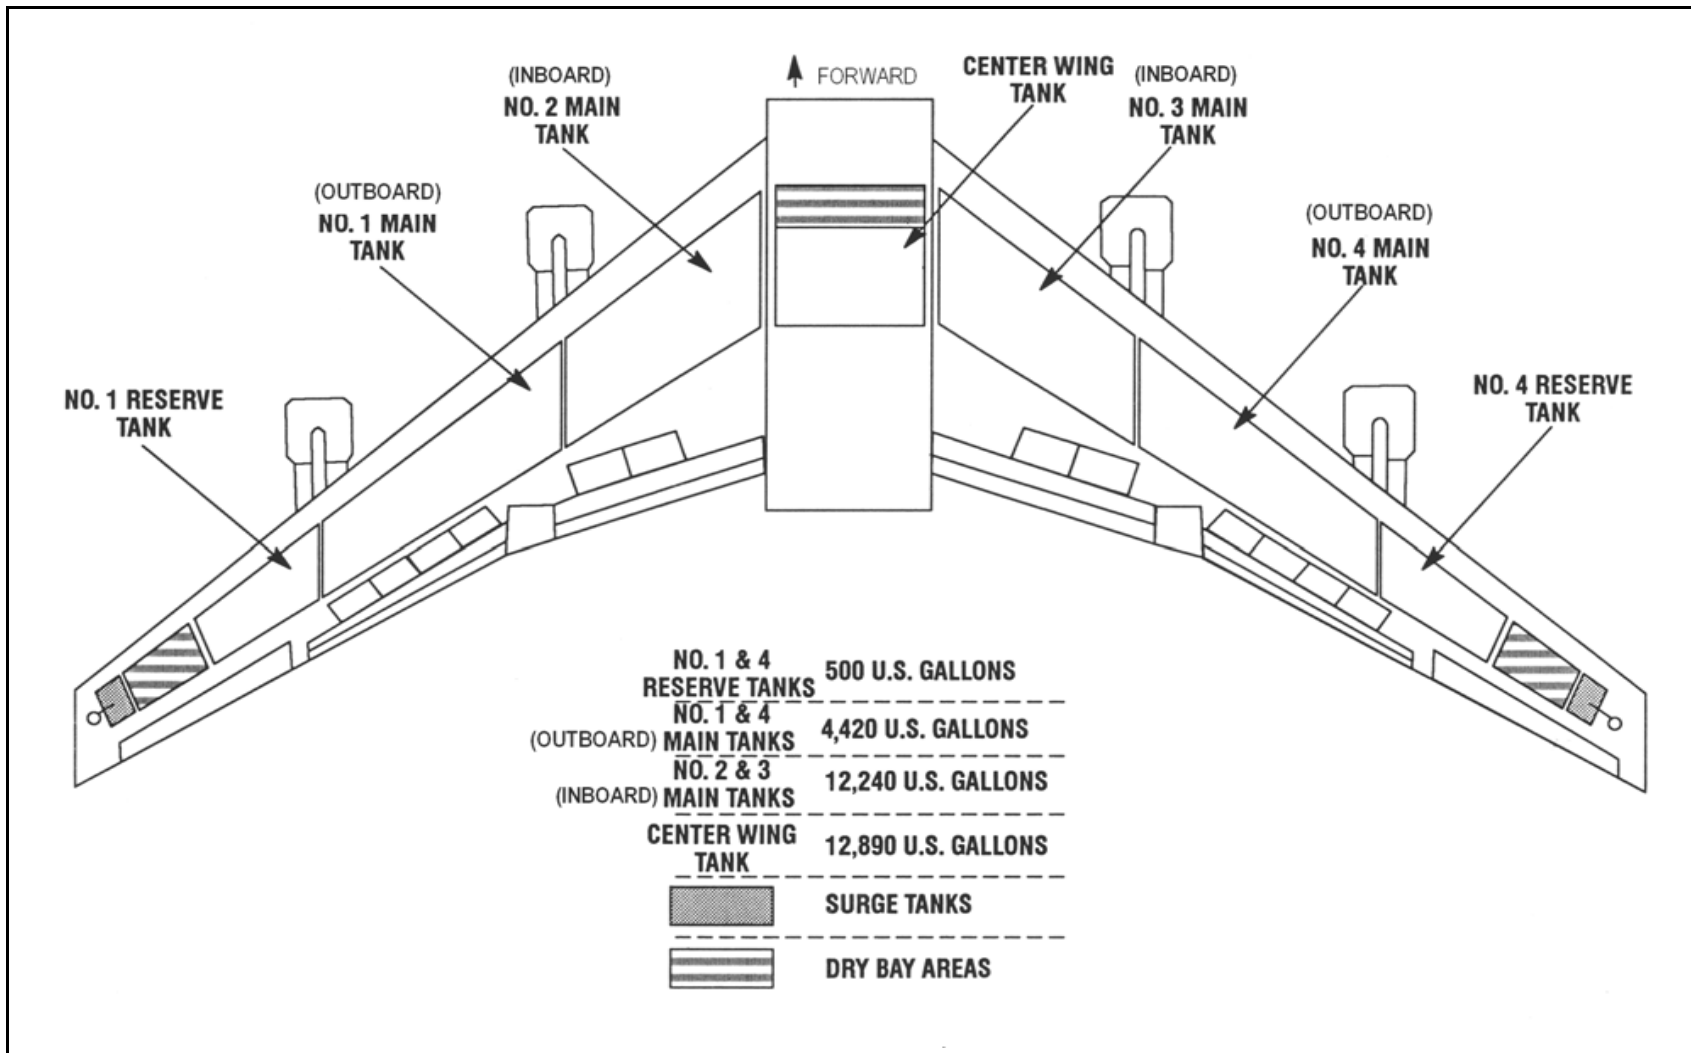 FORWARD
CENTER WING
TANK
(INBOARD)
NO. 2 MAIN
TANK
(INBOARD)
NO. 3 MAIN
TANK
(OUTBOARD)
NO. 1 MAIN
TANK
(OUTBOARD)
NO. 4 MAIN
TANK
NO. 1 RESERVE
TANK
NO. 4 RESERVE
TANK
NO. 1 & 4
RESERVE TANKS
500 U.S. GALLONS
NO. 1 & 4
(OUTBOARD) MAIN TANKS
4,420 U.S. GALLONS
NO. 2 & 3
(INBOARD) MAIN TANKS
12,240 U.S. GALLONS
CENTER WING
TANK
12,890 U.S. GALLONS
SURGE TANKS
DRY BAY AREAS